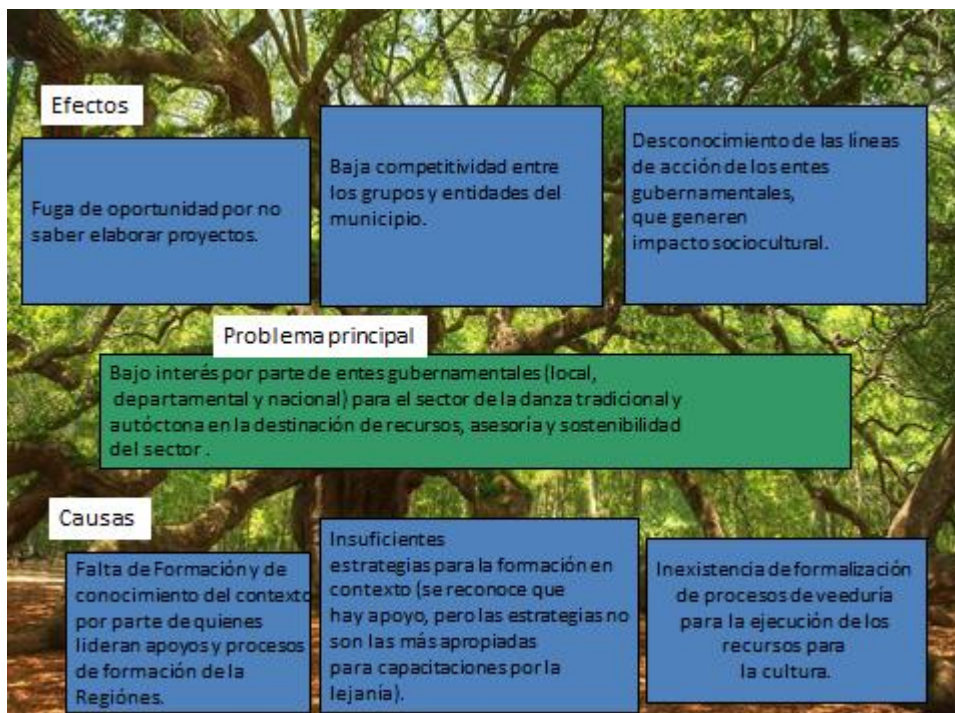 Efectos
Fuga de oportunidad por no
saber elaborar proyectos.
Baja competitividad entre
los grupos y entidades del
municipio.
Desconocimiento de las líneas
de acción de los entes
gubernamentales,
que generen
impacto sociocultural.
Problema principal
Bajo interés por parte de entes gubernamentales (local,
departamental y nacional) para el sector de la danza tradicional y
autóctona en la destinación de recursos, asesoría y sostenibilidad
del sector .
Causas
Falta de Formación y de
conocimiento del contexto
por parte de quienes
lideran apoyos y procesos
de formación de la
Regiónes.
Insuficientes
estrategias para la formación en
contexto (se reconoce que
hay apoyo, pero las estrategias no
son las más apropiadas
para capacitaciones por la
lejanía).
Inexistencia de formalización
de procesos de veeduría
para la ejecución de los
recursos para
la cultura.